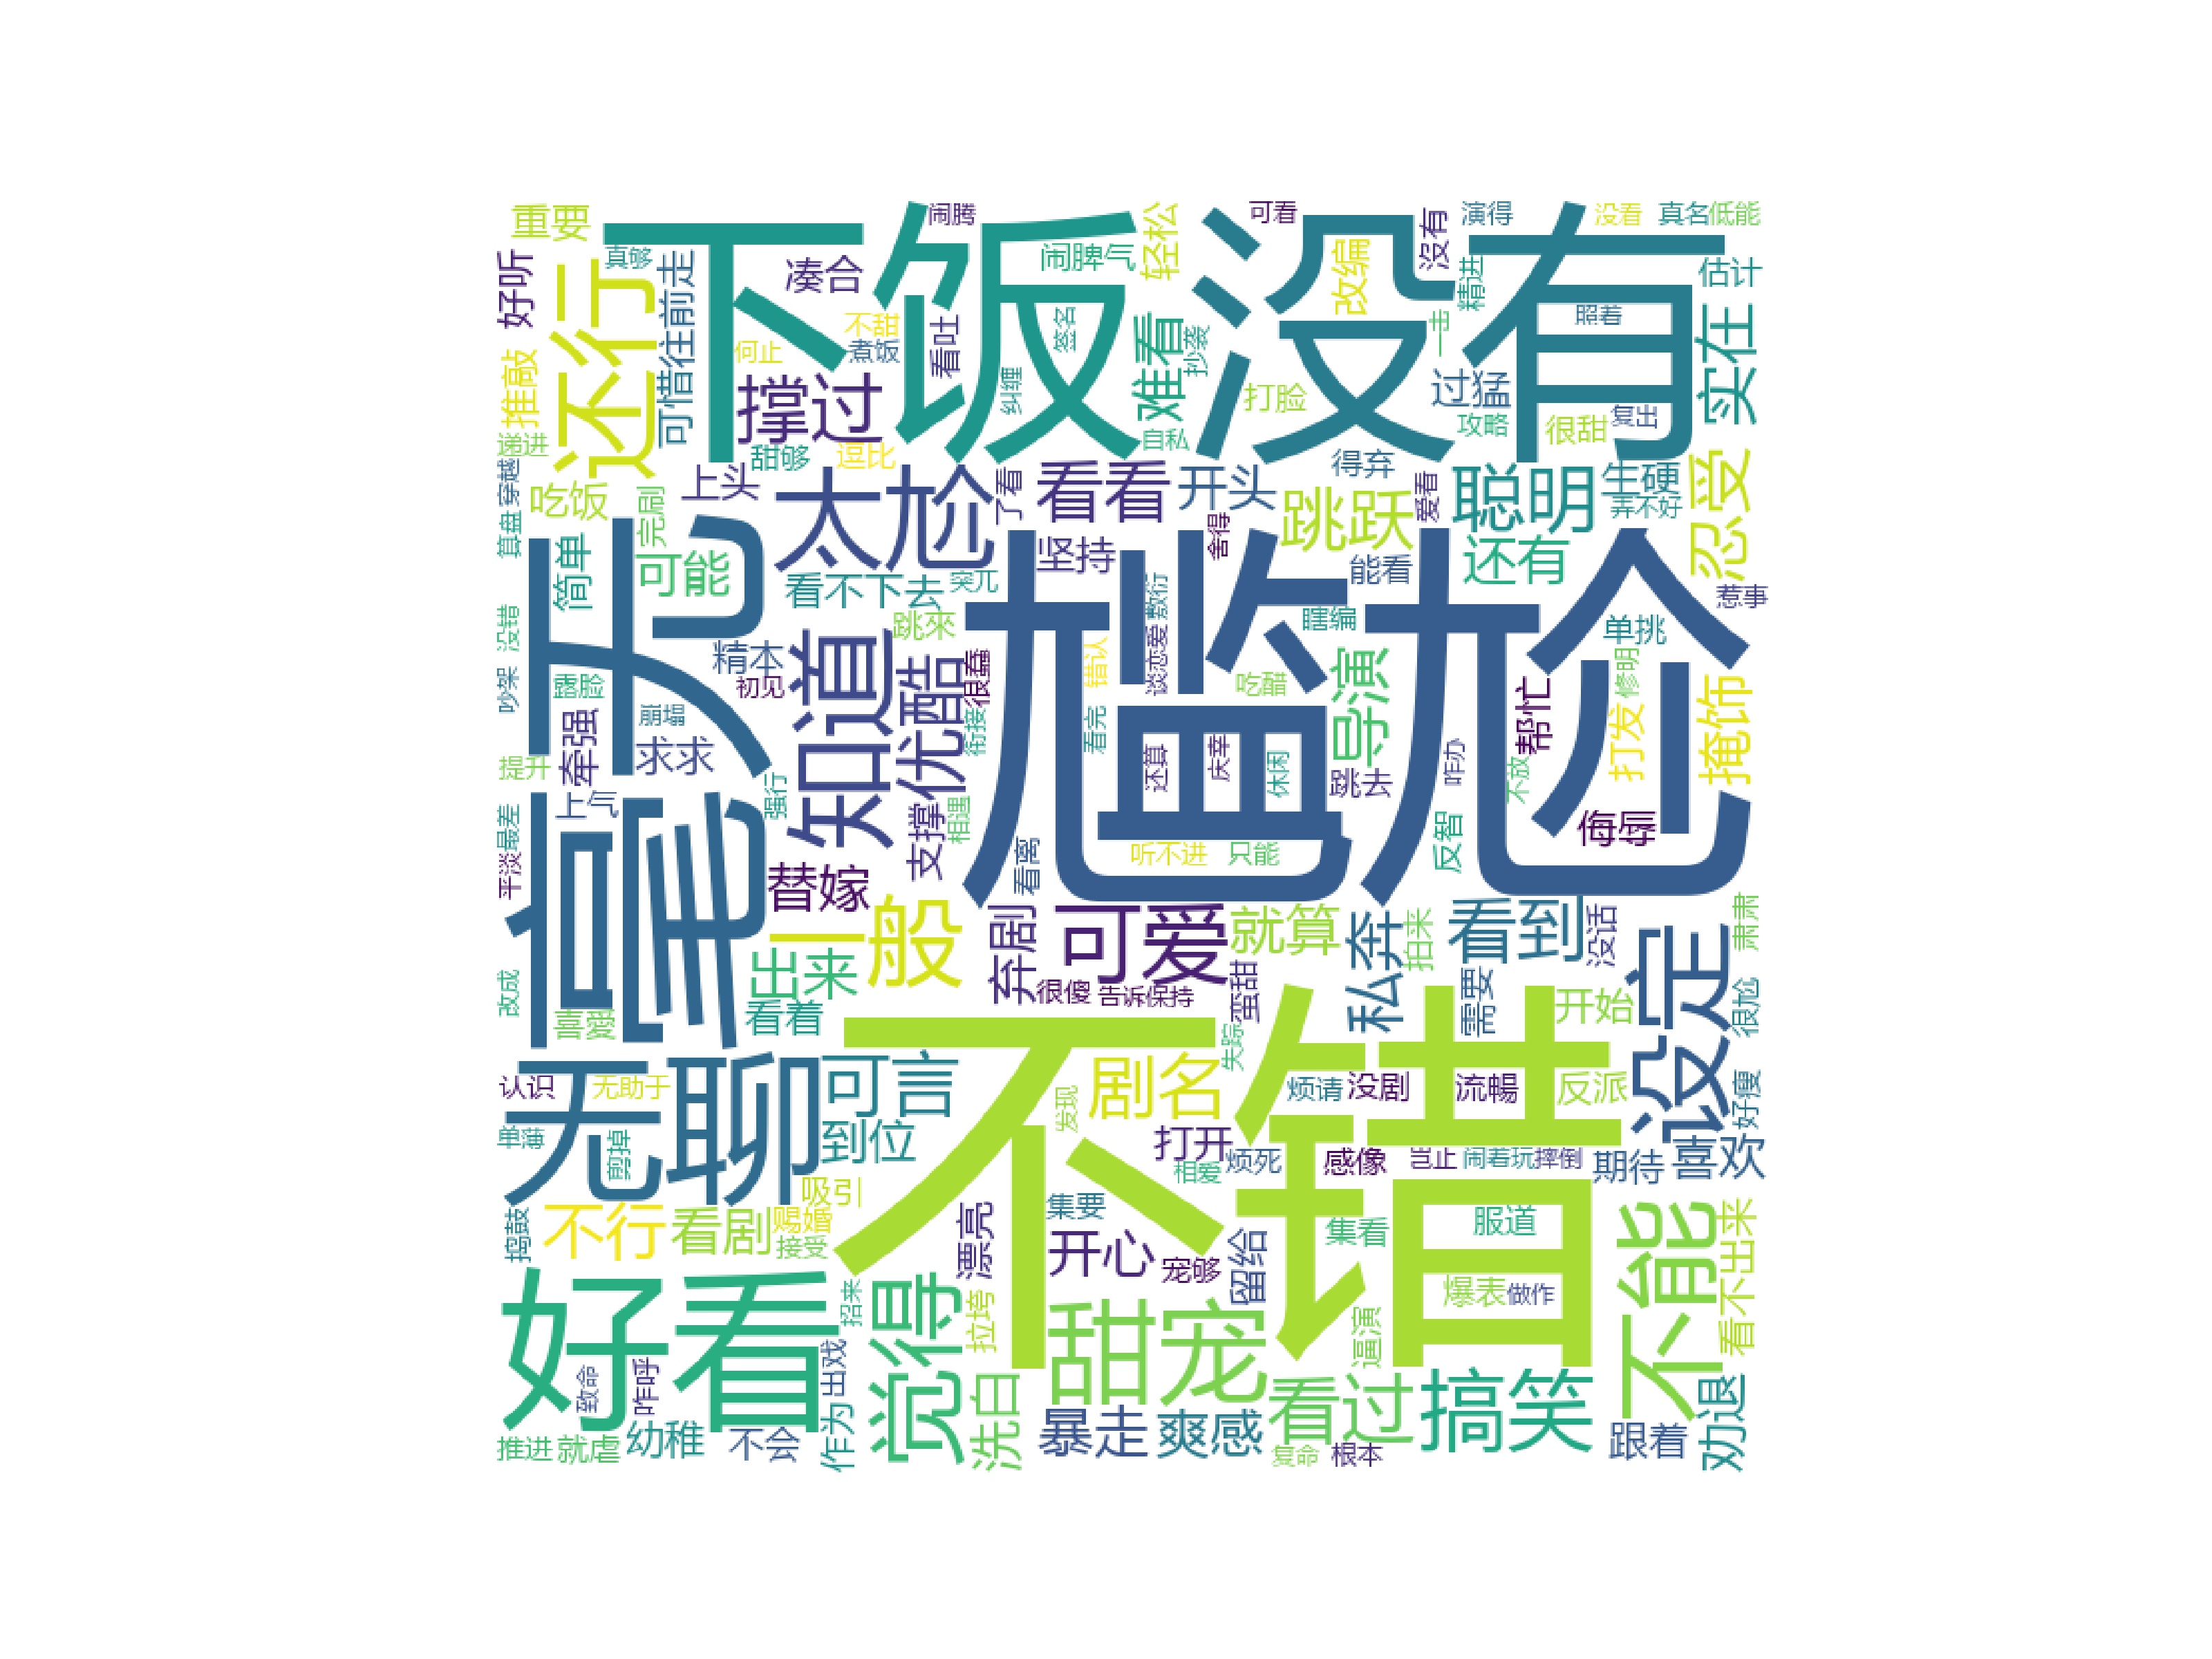 重要
下饭
闹腾
没有
可看
演得
没看
真名
低能
好听
还行
真够
可惜
往前走
凑合
闹脾气
轻松
改编
沒有
精进
估计
推敲
不甜
何止
煮饭
看吐
签名
纠缠
难看
抄袭
一击
照着
实在
撑过
打脸
过猛
攻略
很甜
复出
递进
甜够
逗比
自私
穿越
算盘
吃饭
完刷
上头
太尬
了看
看看
开头
得弃
爱看
聪明
生硬
弄不好
忍受
跳跃
舍得
简单
可能
毫无
看不下去
突兀
坚持
尴尬
敷衍
能看
还有
惹事
没错
跳來
瞎编
单挑
精本
初见
知道
优酷
很蠢
错认
谈恋爱
吃醋
导演
帮忙
打发
修明
掩饰
吵架
露脸
崩塌
牵强
求求
衔接
看完
还算
庆幸
休闲
跳去
咋办
不放
提升
上气
强行
相遇
支撑
最差
平淡
替嫁
看离
听不进
只能
反智
侮辱
一般
弃剧
可爱
就算
私奔
拍来
看到
没话
设定
肃肃
出来
改成
喜愛
看着
很傻
告诉
保持
蛮甜
需要
开始
很尬
失踪
不错
认识
无助于
无聊
可言
剧名
发现
烦请
没剧
流暢
反派
好瘦
单薄
剪掉
到位
打开
相爱
烦死
感像
岂止
闹着玩
摔倒
期待
喜欢
吸引
捣鼓
不行
看剧
赐婚
接受
漂亮
集要
开心
宠够
留给
集看
服道
不能
看不出来
好看
招来
觉得
拉垮
甜宠
逼演
爆表
做作
致命
咋呼
出戏
作为
洗白
暴走
爽感
看过
搞笑
劝退
推进
就虐
幼稚
不会
复命
根本
跟着